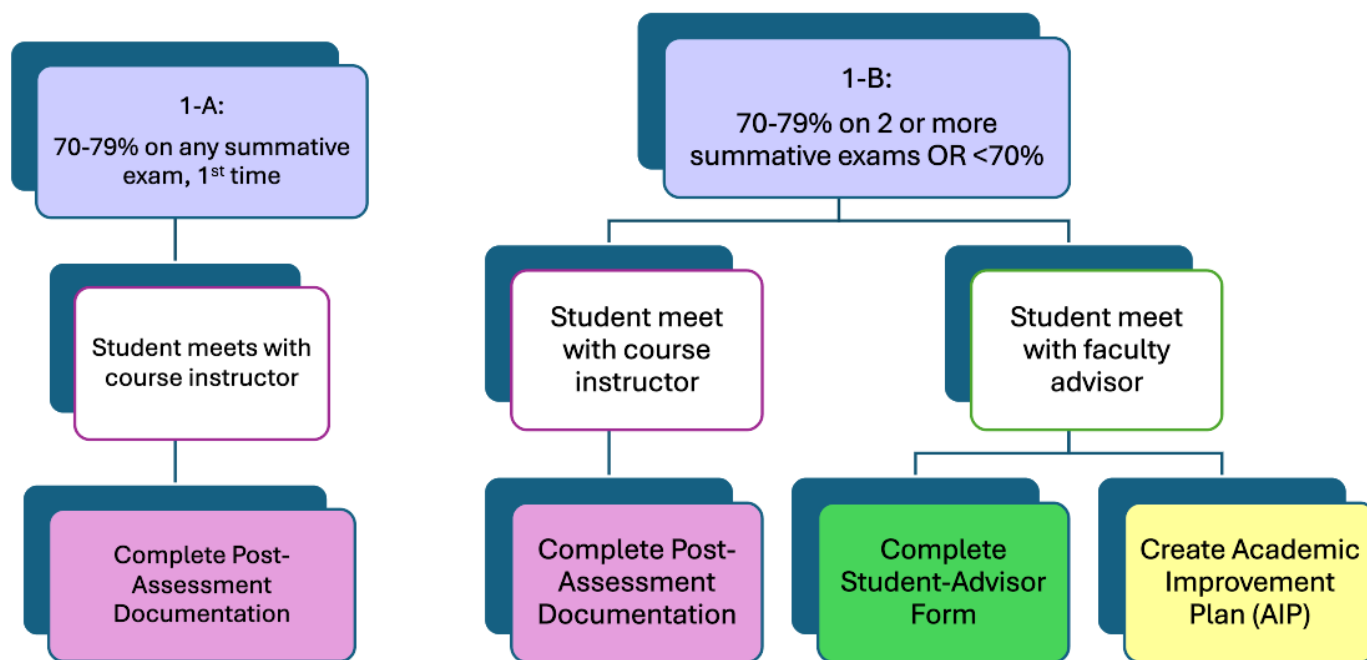 1-A:
70-79% on any summative
exam, 1st time
Student meets with
course instructor
Complete Post-
Assessment
Documentation
1-B:
70-79% on 2 or more
summative exams OR <70%
Student meet
with course
instructor
Student meet
with faculty
advisor
Complete Post-
Assessment
Documentation
Complete
Student-Advisor
Form
Create Academic
Improvement
Plan (AIP)